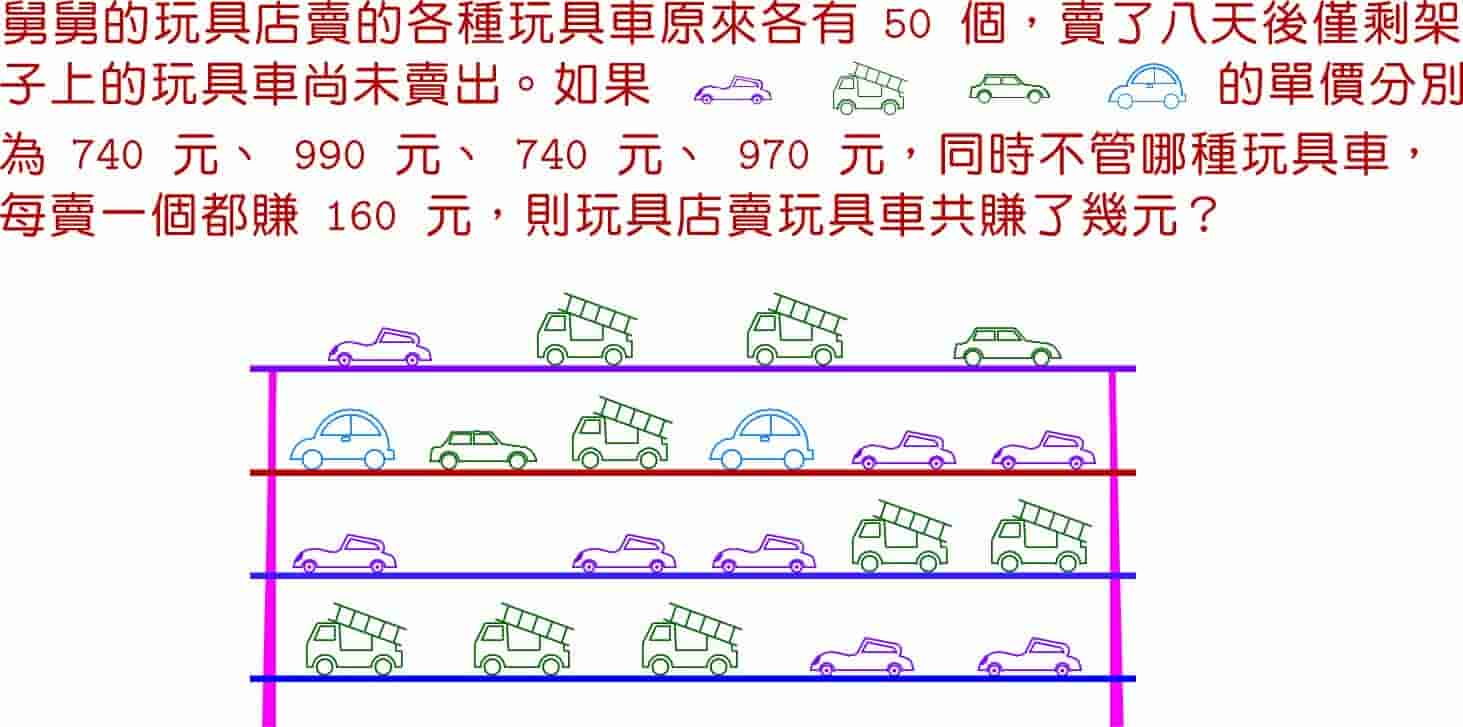 舅舅的玩具店賣的各種玩具車原來各有 50 個，賣了八天後僅剩架
子上的玩具車尚未賣出。如果 的單價分別
為 740 元、 990 元、 740 元、 970 元，同時不管哪種玩具車，
每賣一個都賺 160 元，則玩具店賣玩具車共賺了幾元？